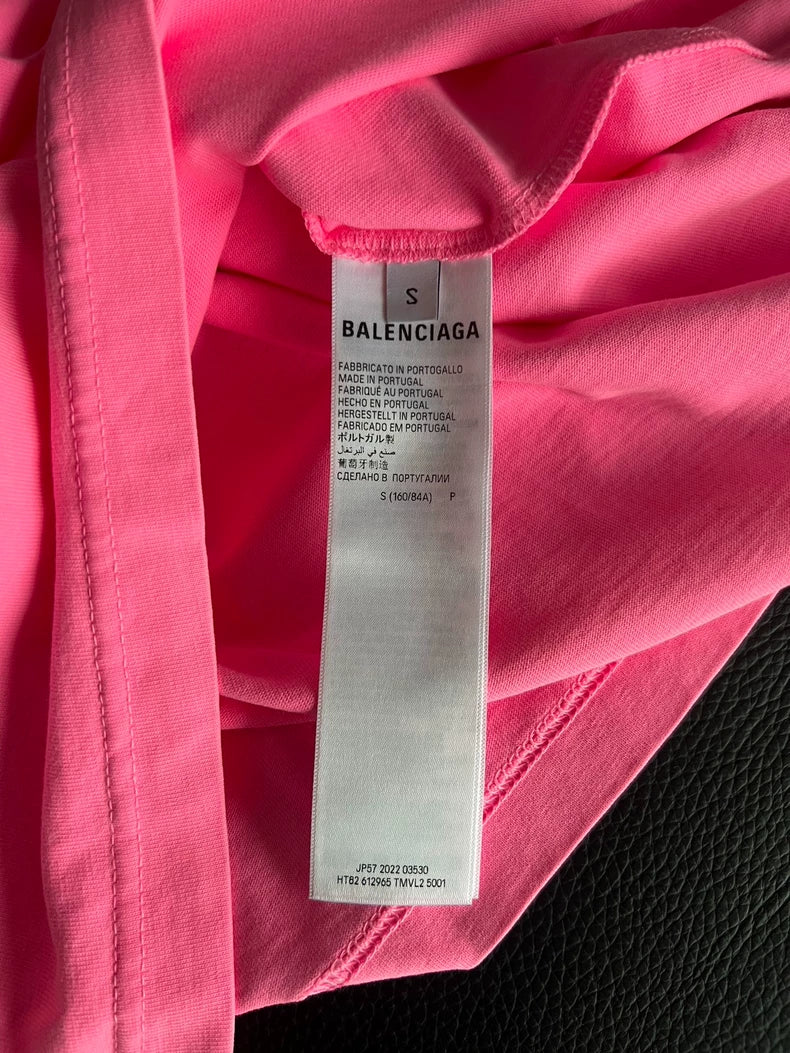 S
BALENCIAGA
FABBRICATO IN PORTOGALLO
MADE IN PORTUGAL
FABRIQUÉ AU PORTUGAL
HECHO EN PORTUGAL
HERGESTELLT IN PORTUGAL
FABRICADO EM PORTUGAL
ポルトガル製
صنع في البرتغال
葡萄牙制造
СДЕЛАНО В ПОРТУГАЛИИ
S (160/84A) P
JP57 2022 03530
HT82 612965 TMVL2 5001